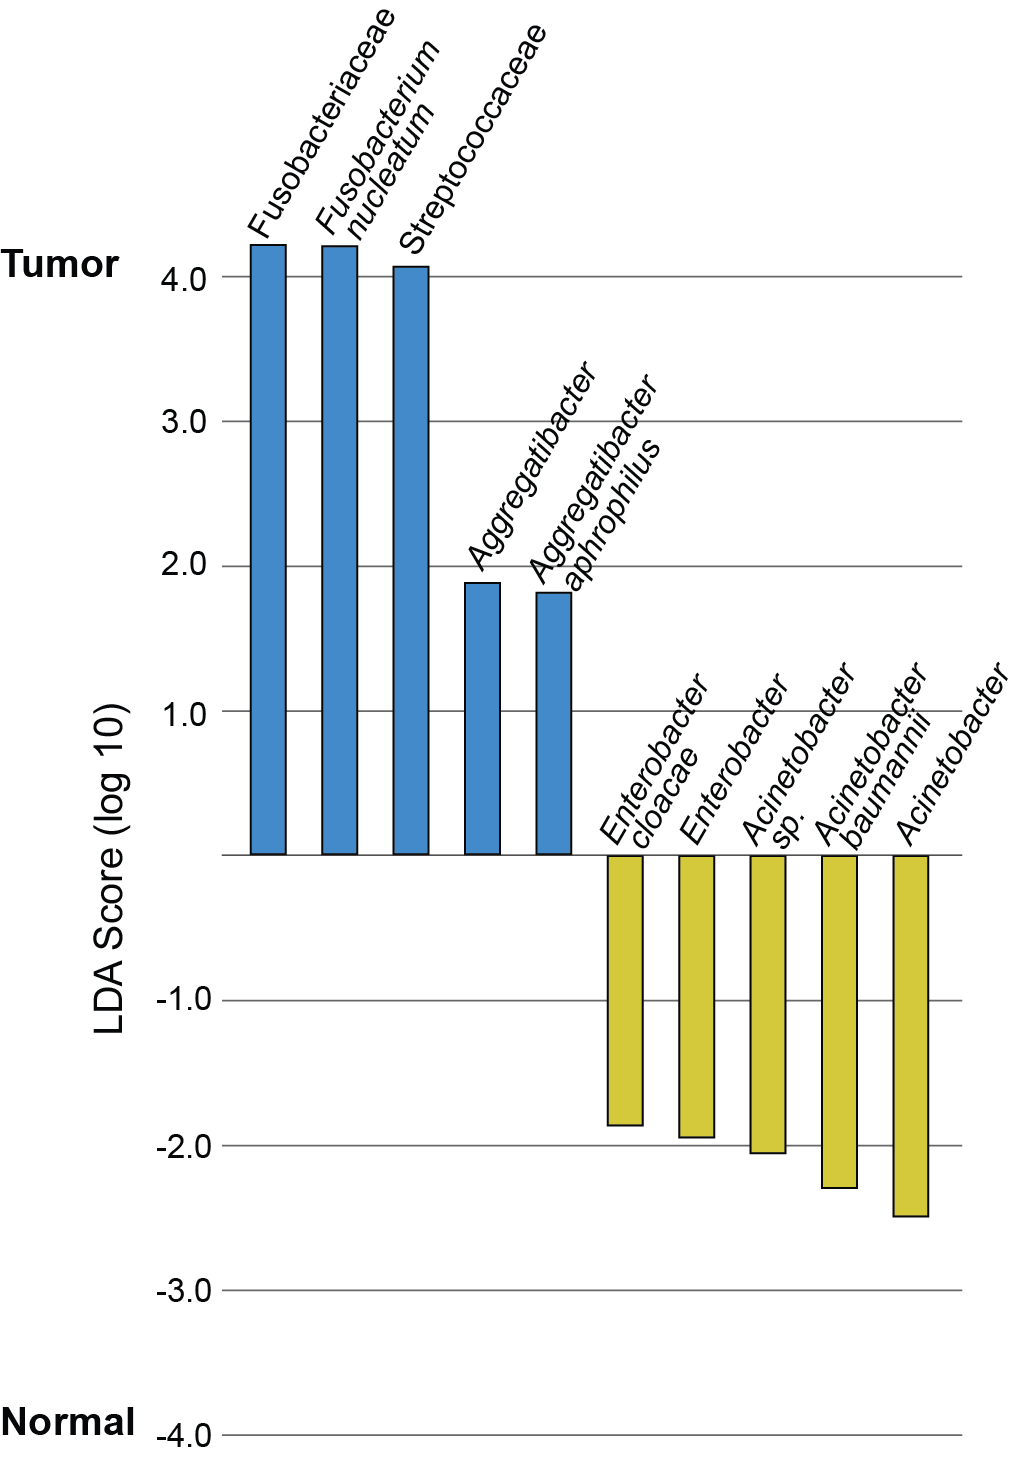 Fusobacteriaceae
Fusobacterium
nucleatum
Streptococcaceae
Tumor
4.0
3.0
Aggregatibacter
Aggregatibacter
aphrophilus
2.0
1.0
Enterobacter
cloacae
Enterobacter
Acinetobacter
sp.
Acinetobacter
baumannii
Acinetobacter
LDA Score (log 10)
-1.0
-2.0
-3.0
Normal
-4.0